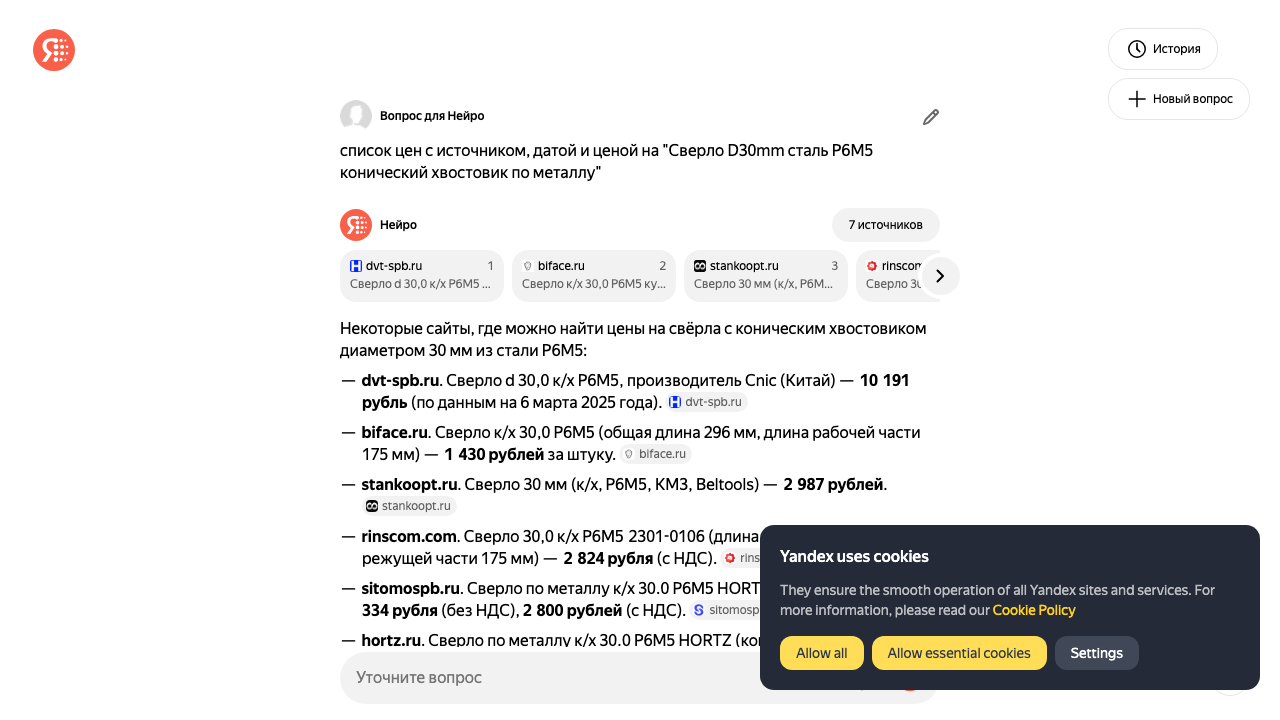 История
Новый вопрос
Вопрос для Нейро
список цен с источником, датой и ценой на "Сверло D30mm сталь Р6М5
конический хвостовик по металлу"
Нейро
7 источников
dvt-spb.ru 1
Сверло d 30,0 к/х Р6М5 ...
biface.ru 2
Сверло к/х 30,0 Р6М5 ку...
stankoopt.ru 3
Сверло 30 мм (к/х, Р6М...
rinscom
Сверло 30
Некоторые сайты, где можно найти цены на свёрла с коническим хвостовиком
диаметром 30 мм из стали Р6М5:
— dvt-spb.ru. Сверло d 30,0 к/х Р6М5, производитель Cnic (Китай) — 10 191
рубль (по данным на 6 марта 2025 года). dvt-spb.ru
— biface.ru. Сверло к/х 30,0 Р6М5 (общая длина 296 мм, длина рабочей части
175 мм) — 1 430 рублей за штуку. biface.ru
— stankoopt.ru. Сверло 30 мм (к/х, Р6М5, КМ3, Beltools) — 2 987 рублей.
stankoopt.ru
— rinscom.com. Сверло 30,0 к/х Р6М5 2301-0106 (длина
режущей части 175 мм) — 2 824 рубля (с НДС). rins
— sitomospb.ru. Сверло по металлу к/х 30.0 Р6М5 HORT
334 рубля (без НДС), 2 800 рублей (с НДС). sitomosp
— hortz.ru. Сверло по металлу к/х 30.0 Р6М5 HORTZ (ко
Уточните вопрос
Yandex uses cookies
They ensure the smooth operation of all Yandex sites and services. For
more information, please read our Cookie Policy
Allow all
Allow essential cookies
Settings